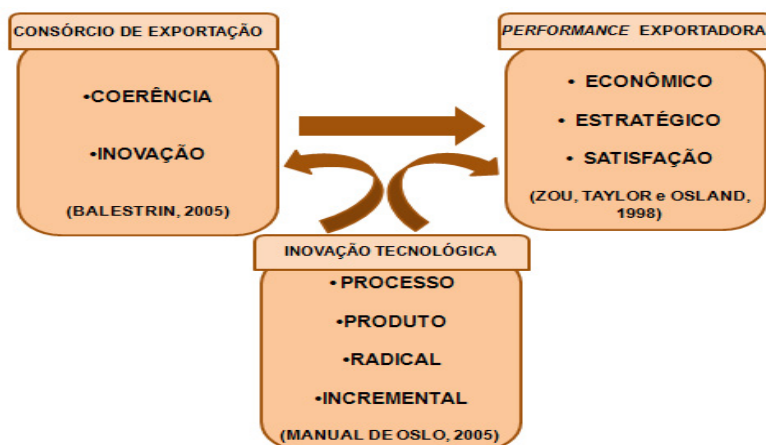 CONSÓRCIO DE EXPORTAÇÃO
•COERÊNCIA
•INOVAÇÃO
(BALESTRIN, 2005)
PERFORMANCE EXPORTADORA
• ECONÔMICO
• ESTRATÉGICO
• SATISFAÇÃO
(ZOU, TAYLOR e OSLAND,
1998)
INOVAÇÃO TECNOLÓGICA
•PROCESSO
•PRODUTO
•RADICAL
•INCREMENTAL
(MANUAL DE OSLO, 2005)